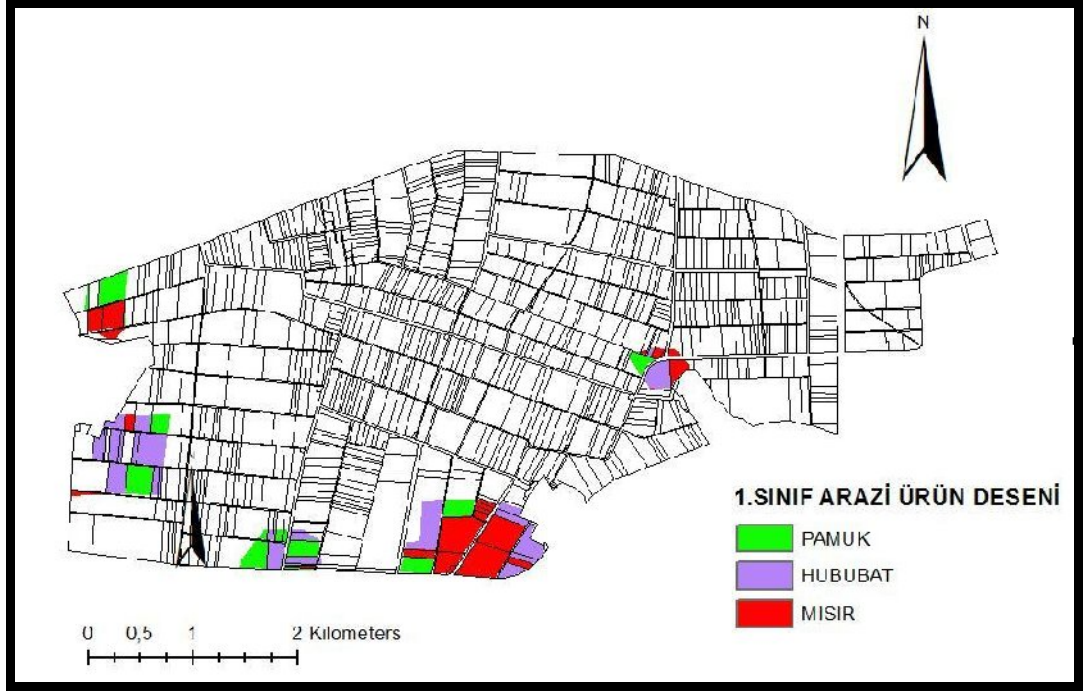 N
1.SINIF ARAZİ ÜRÜN DESENİ
PAMUK
HUBUBAT
MISIR
0 0,5 1 2 Kilometers